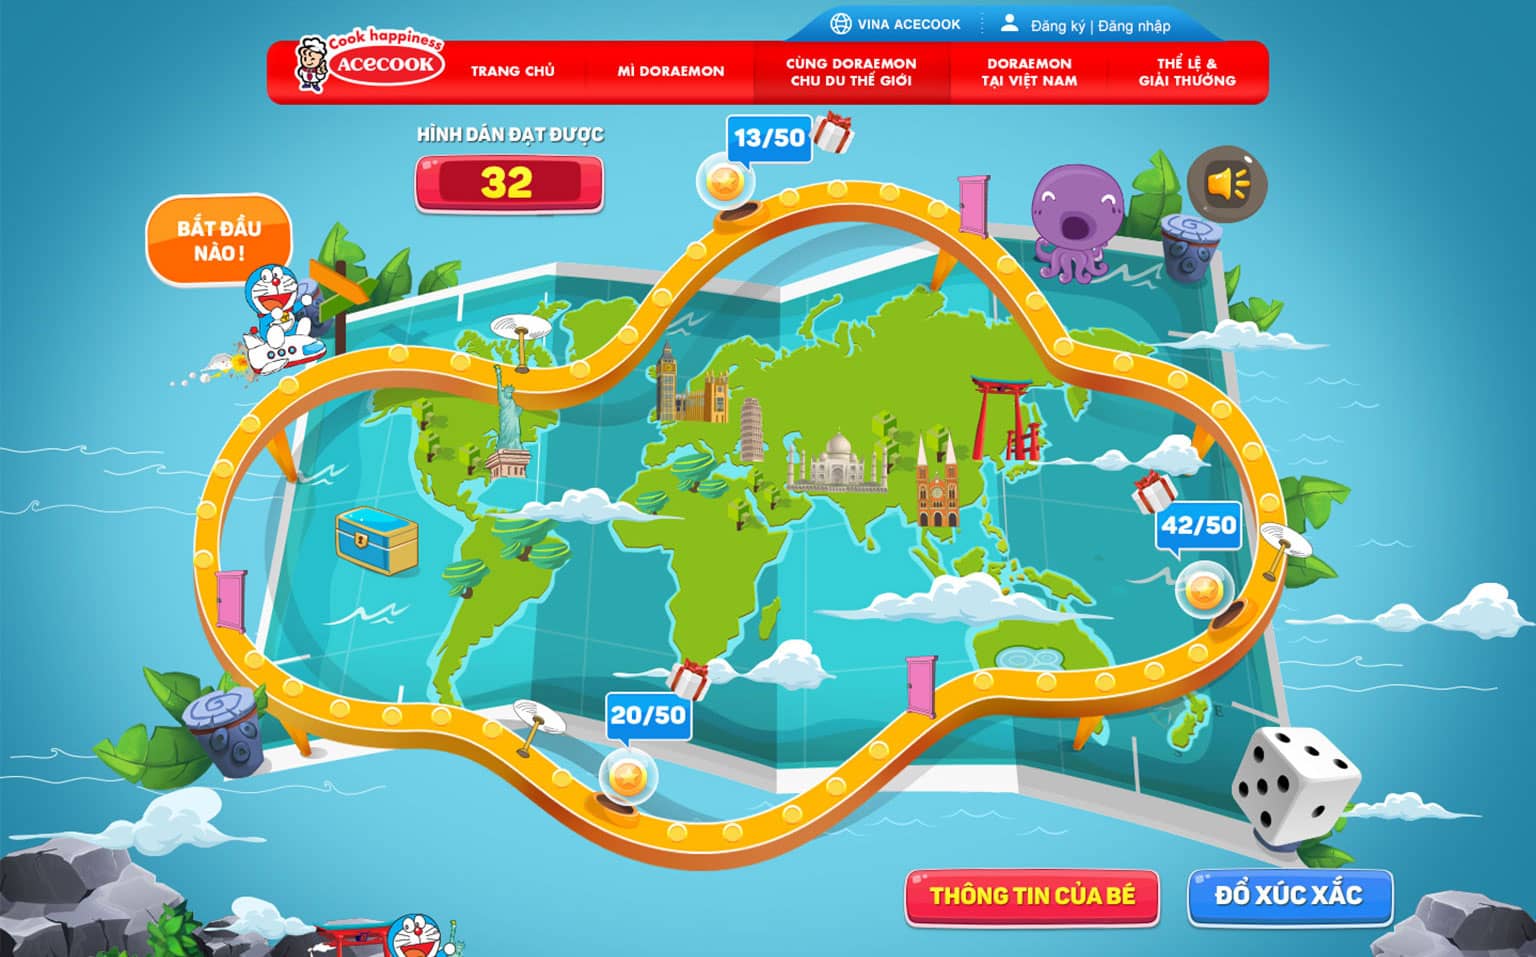 VINA ACECOOK
Đăng ký | Đăng nhập
Cook happiness
ACECOOK
TRANG CHỦ
MÌ DORAEMON
CÙNG DORAEMON
CHU DU THẾ GIỚI
DORAEMON
TẠI VIỆT NAM
THỂ LỆ &
GIẢI THƯỞNG
HÌNH DÁN ĐẠT ĐƯỢC
32
13/50
BẮT ĐẦU
NÀO!
42/50
20/50
THÔNG TIN CỦA BÉ
ĐỔ XÚC XẮC